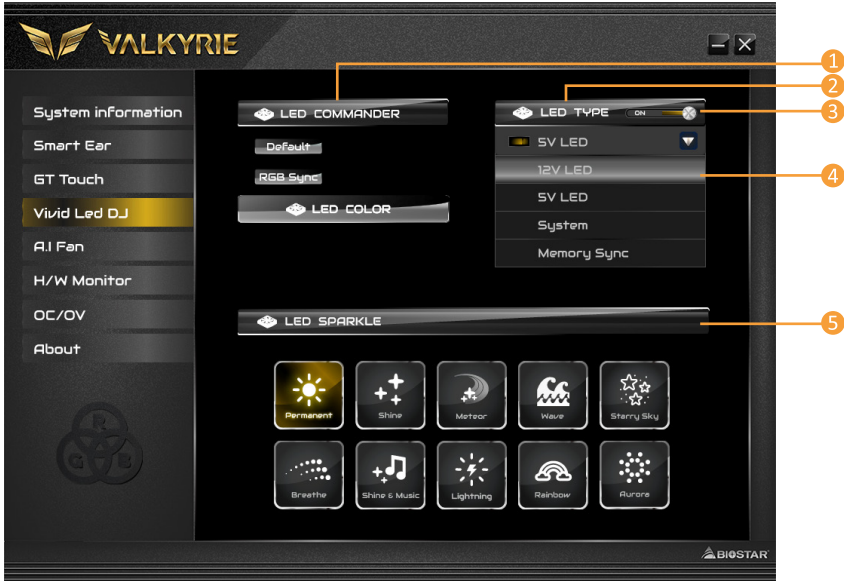 VALKYRIE
1
2
LED COMMANDER
LED TYPE ON
3
System information
Smart Ear
GT Touch
Vivid Led DJ
A.I Fan
H/W Monitor
OC/OV
About
R
G B
Default
RGB Sync
LED COLOR
5V LED
12V LED
4
5V LED
System
Memory Sync
LED SPARKLE
5
Permanent
Shine
Meteor
Wave
Starry Sky
Breathe
Shine & Music
Lightning
Rainbow
Aurora
BIOSTAR